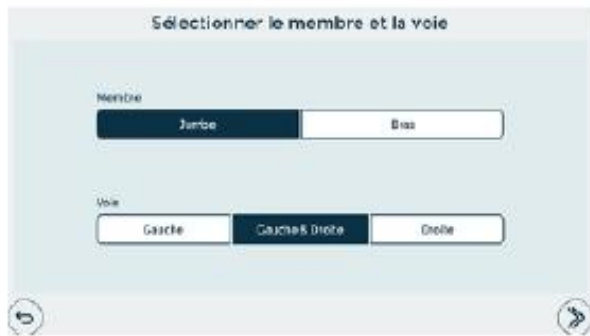 Sélectionner le membre et la voie
Membre
Jambe Bras
Voie
Gauche Gauche & Droite Droite